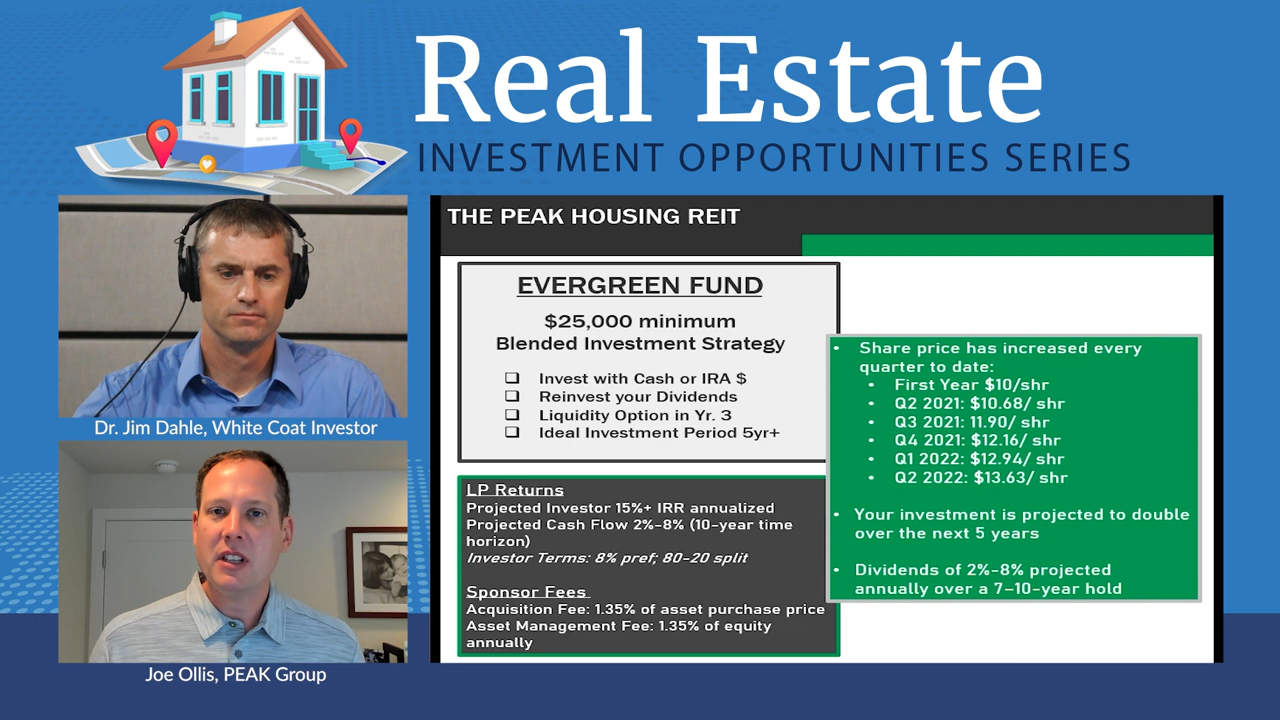 Real Estate
INVESTMENT OPPORTUNITIES SERIES
Dr. Jim Dahle, White Coat Investor
Joe Ollis, PEAK Group
THE PEAK HOUSING REIT
EVERGREEN FUND
$25,000 minimum
Blended Investment Strategy
❑ Invest with Cash or IRA $
❑ Reinvest your Dividends
❑ Liquidity Option in Yr. 3
❑ Ideal Investment Period 5yr+
LP Returns
Projected Investor 15%+ IRR annualized
Projected Cash Flow 2%-8% (10-year time
horizon)
Investor Terms: 8% pref; 80-20 split
Sponsor Fees
Acquisition Fee: 1.35% of asset purchase price
Asset Management Fee: 1.35% of equity
annually
• Share price has increased every
quarter to date:
• First Year $10/shr
• Q2 2021: $10.68/ shr
• Q3 2021: 11.90/ shr
• Q4 2021: $12.16/ shr
• Q1 2022: $12.94/ shr
• Q2 2022: $13.63/ shr
• Your investment is projected to double
over the next 5 years
• Dividends of 2%-8% projected
annually over a 7-10-year hold